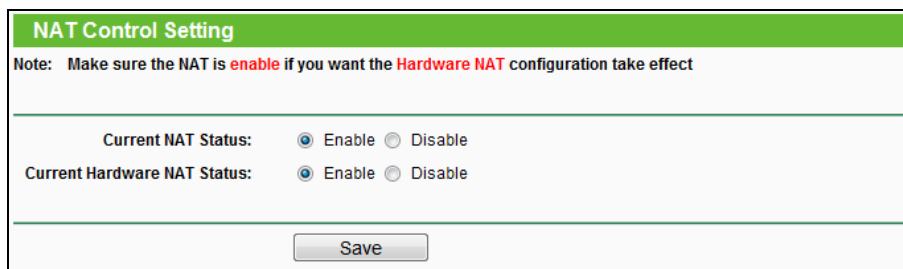 NAT Control Setting
Note: Make sure the NAT is enable if you want the Hardware NAT configuration take effect
Current NAT Status: Enable Disable
Current Hardware NAT Status: Enable Disable
Save